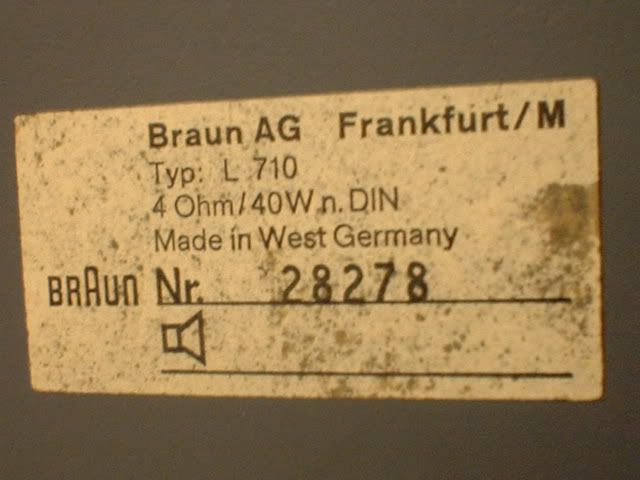 Braun AG Frankfurt/M
Typ: L 710
4 Ohm/40W n. DIN
Made in West Germany
BRAUN Nr. 28278